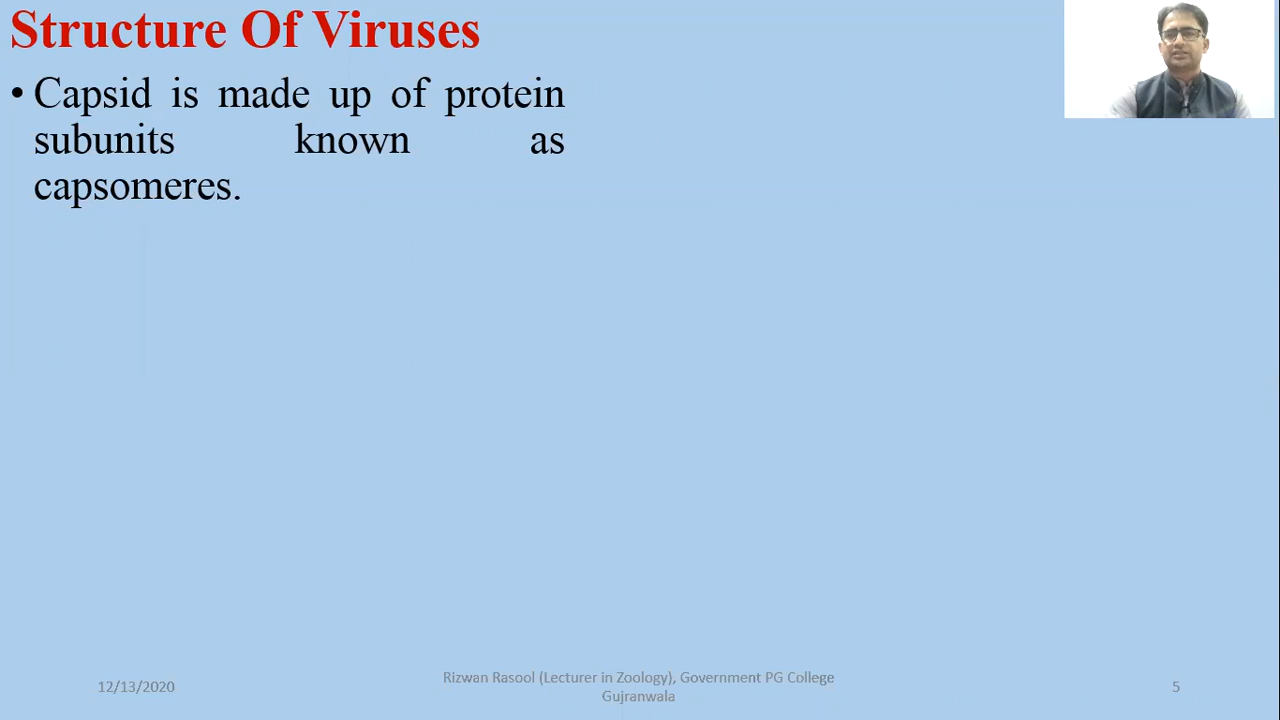 Structure Of Viruses
• Capsid is made up of protein
subunits known as
capsomeres.
12/13/2020
Rizwan Rasool (Lecturer in Zoology), Government PG College
Gujranwala
5